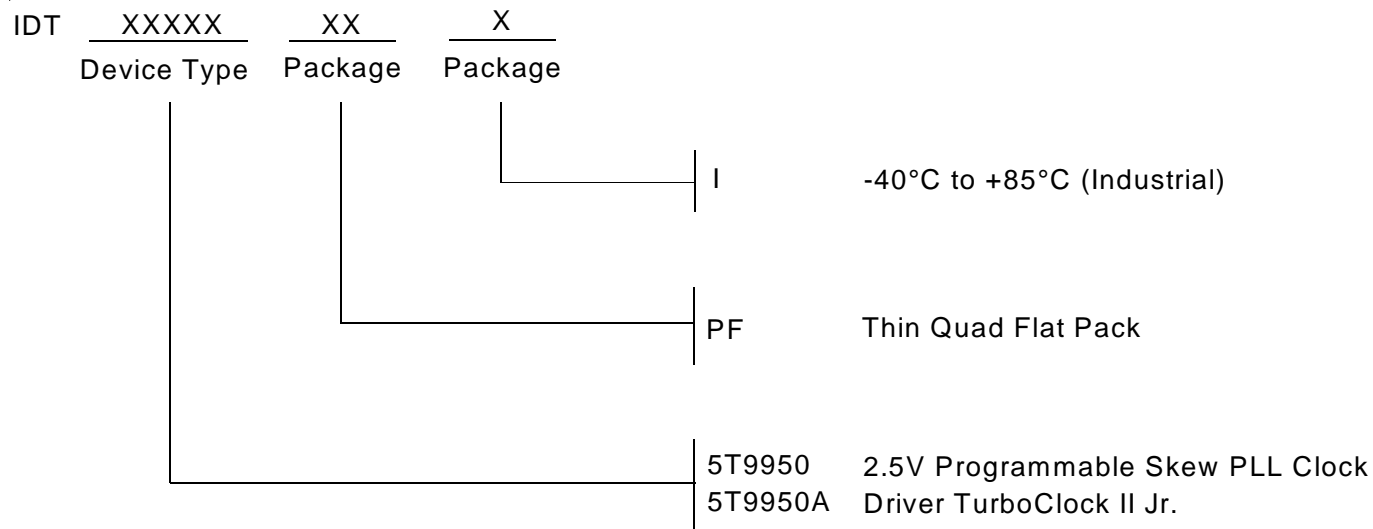 IDT XXXXX XX X
Device Type Package Package
I -40°C to +85°C (Industrial)
PF Thin Quad Flat Pack
5T9950 2.5V Programmable Skew PLL Clock
5T9950A Driver TurboClock II Jr.